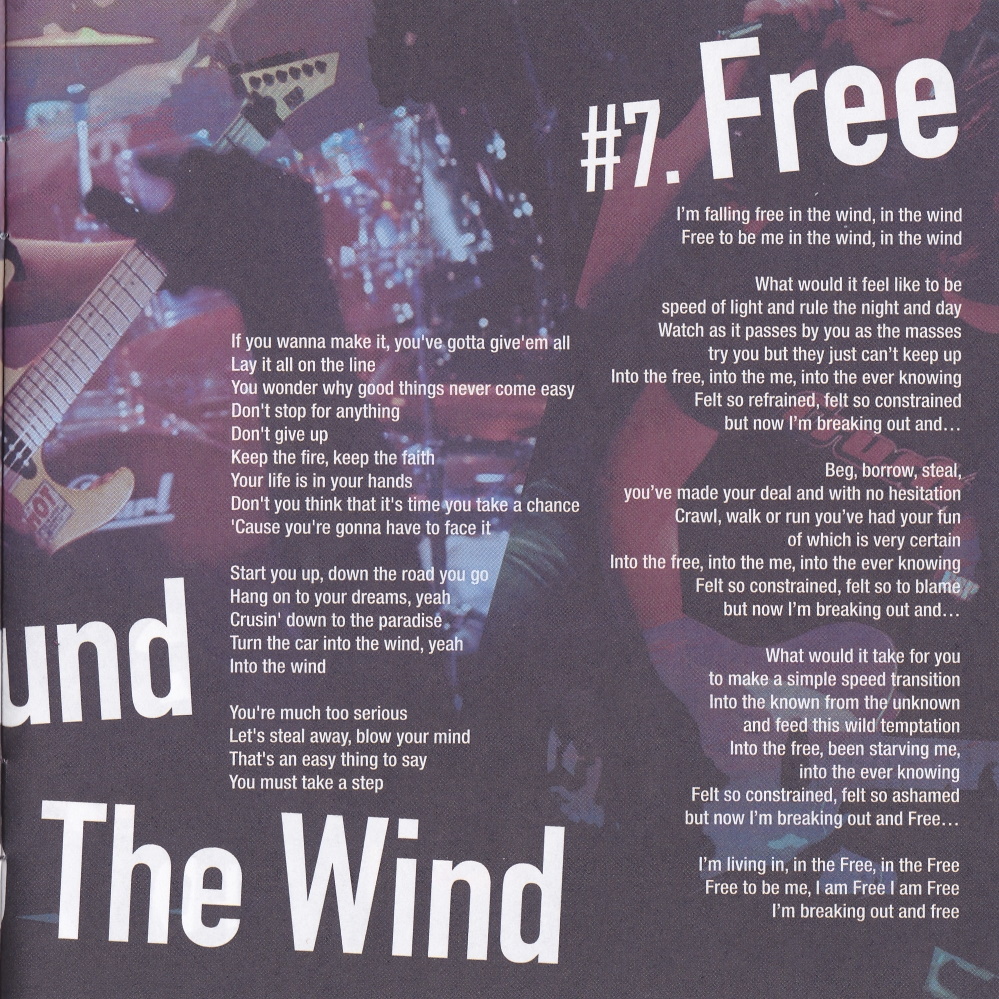 If you wanna make it, you've gotta give'em all
Lay it all on the line
You wonder why good things never come easy
Don't stop for anything
Don't give up
Keep the fire, keep the faith
Your life is in your hands
Don't you think that it's time you take a chance
'Cause you're gonna have to face it
Start you up, down the road you go
Hang on to your dreams, yeah
Crusin' down to the paradise
Turn the car into the wind, yeah
Into the wind
You're much too serious
Let's steal away, blow your mind
That's an easy thing to say
You must take a step
und
The Wind
#7. Free
I'm falling free in the wind, in the wind
Free to be me in the wind, in the wind
What would it feel like to be
speed of light and rule the night and day
Watch as it passes by you as the masses
try you but they just can't keep up
Into the free, into the me, into the ever knowing
Felt so refrained, felt so constrained
but now I'm breaking out and…
Beg, borrow, steal,
you've made your deal and with no hesitation
Crawl, walk or run you've had your fun
of which is very certain
Into the free, into the me, into the ever knowing
Felt so constrained, felt so to blame
but now I'm breaking out and…
What would it take for you
to make a simple speed transition
Into the known from the unknown
and feed this wild temptation
Into the free, been starving me,
into the ever knowing
Felt so constrained, felt so ashamed
but now I'm breaking out and Free…
I'm living in, in the Free, in the Free
Free to be me, I am Free I am Free
I'm breaking out and free